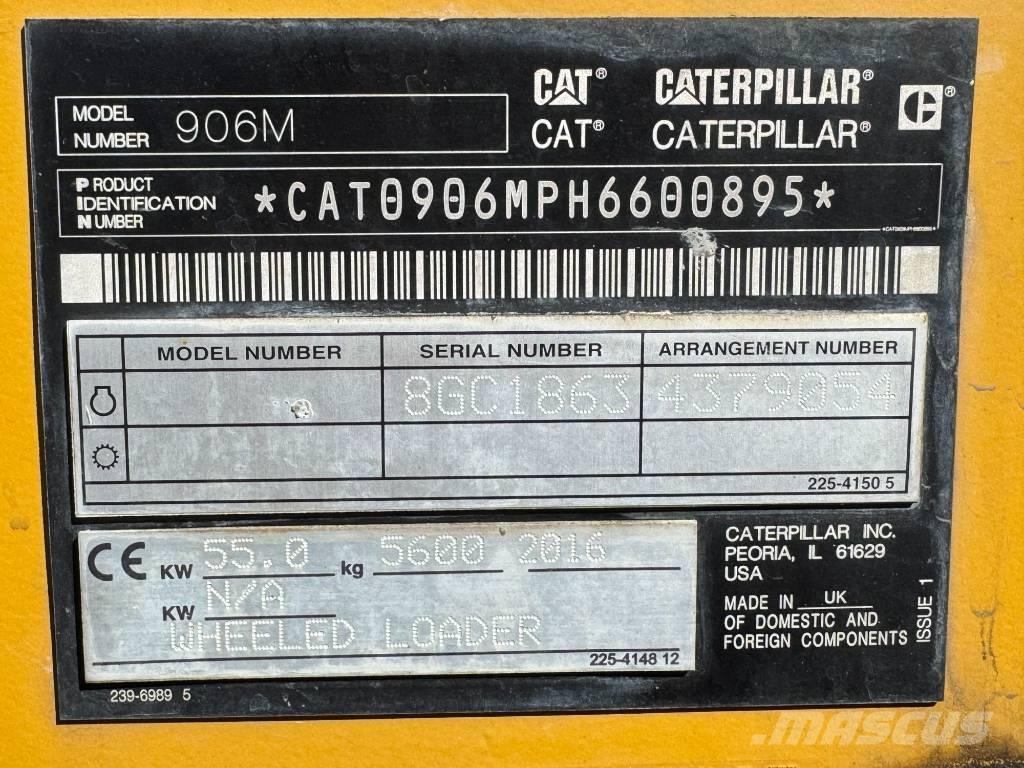 CAT® CATERPILLAR®
CAT® CATERPILLAR®
MODEL
NUMBER 906M
PRODUCT
IDENTIFICATION
NUMBER
*CAT0906MPH6600895*
*CAT0906MPH6600895*
MODEL NUMBER SERIAL NUMBER ARRANGEMENT NUMBER
8GC1863 4379054
225-4150 5
CE KW 55.0 kg 5600 2016
KW N/A
WHEELED LOADER
225-4148 12
239-6989 5
CATERPILLAR INC.
PEORIA, IL 61629
USA
MADE IN UK
OF DOMESTIC AND
FOREIGN COMPONENTS
ISSUE 1
MASCUS